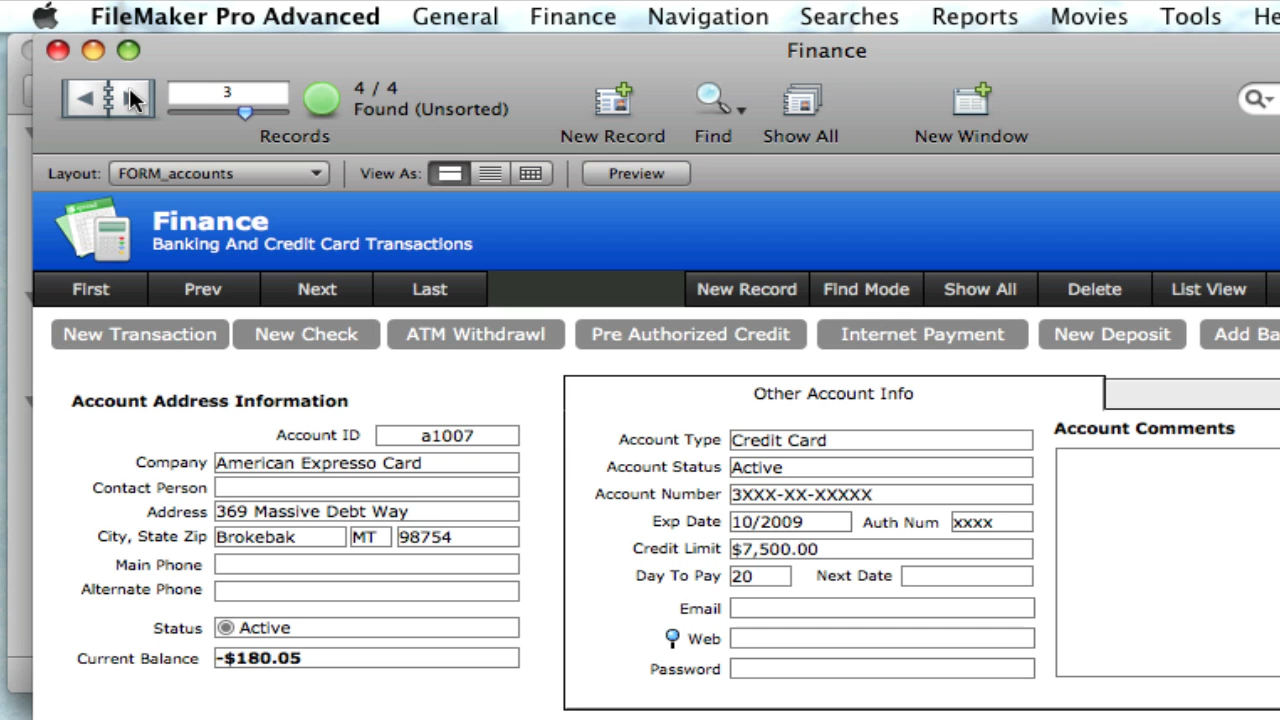 FileMaker Pro Advanced General Finance Navigation Searches Reports Movies Tools He
Finance
3
4 / 4
Found (Unsorted)
Records
New Record Find Show All New Window
Layout: FORM_accounts View As: Preview
Finance
Banking And Credit Card Transactions
First Prev Next Last New Record Find Mode Show All Delete List View
New Transaction New Check ATM Withdrawl Pre Authorized Credit Internet Payment New Deposit Add Ba
Other Account Info
Account Address Information
Account ID a1007
Company American Expresso Card
Contact Person
Address 369 Massive Debt Way
City, State Zip Brokebak MT 98754
Main Phone
Alternate Phone
Status Active
Current Balance -$180.05
Account Type Credit Card
Account Status Active
Account Number 3XXX-XX-XXXXX
Exp Date 10/2009 Auth Num xxxx
Credit Limit $7,500.00
Day To Pay 20 Next Date
Email
Web
Password
Account Comments